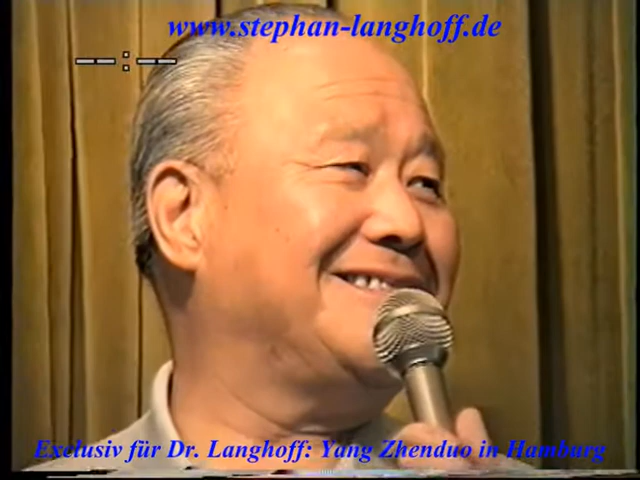 www.stephan-langhoff.de
--:--
Exclusiv für Dr. Langhoff: Yang Zhenduo in Hamburg